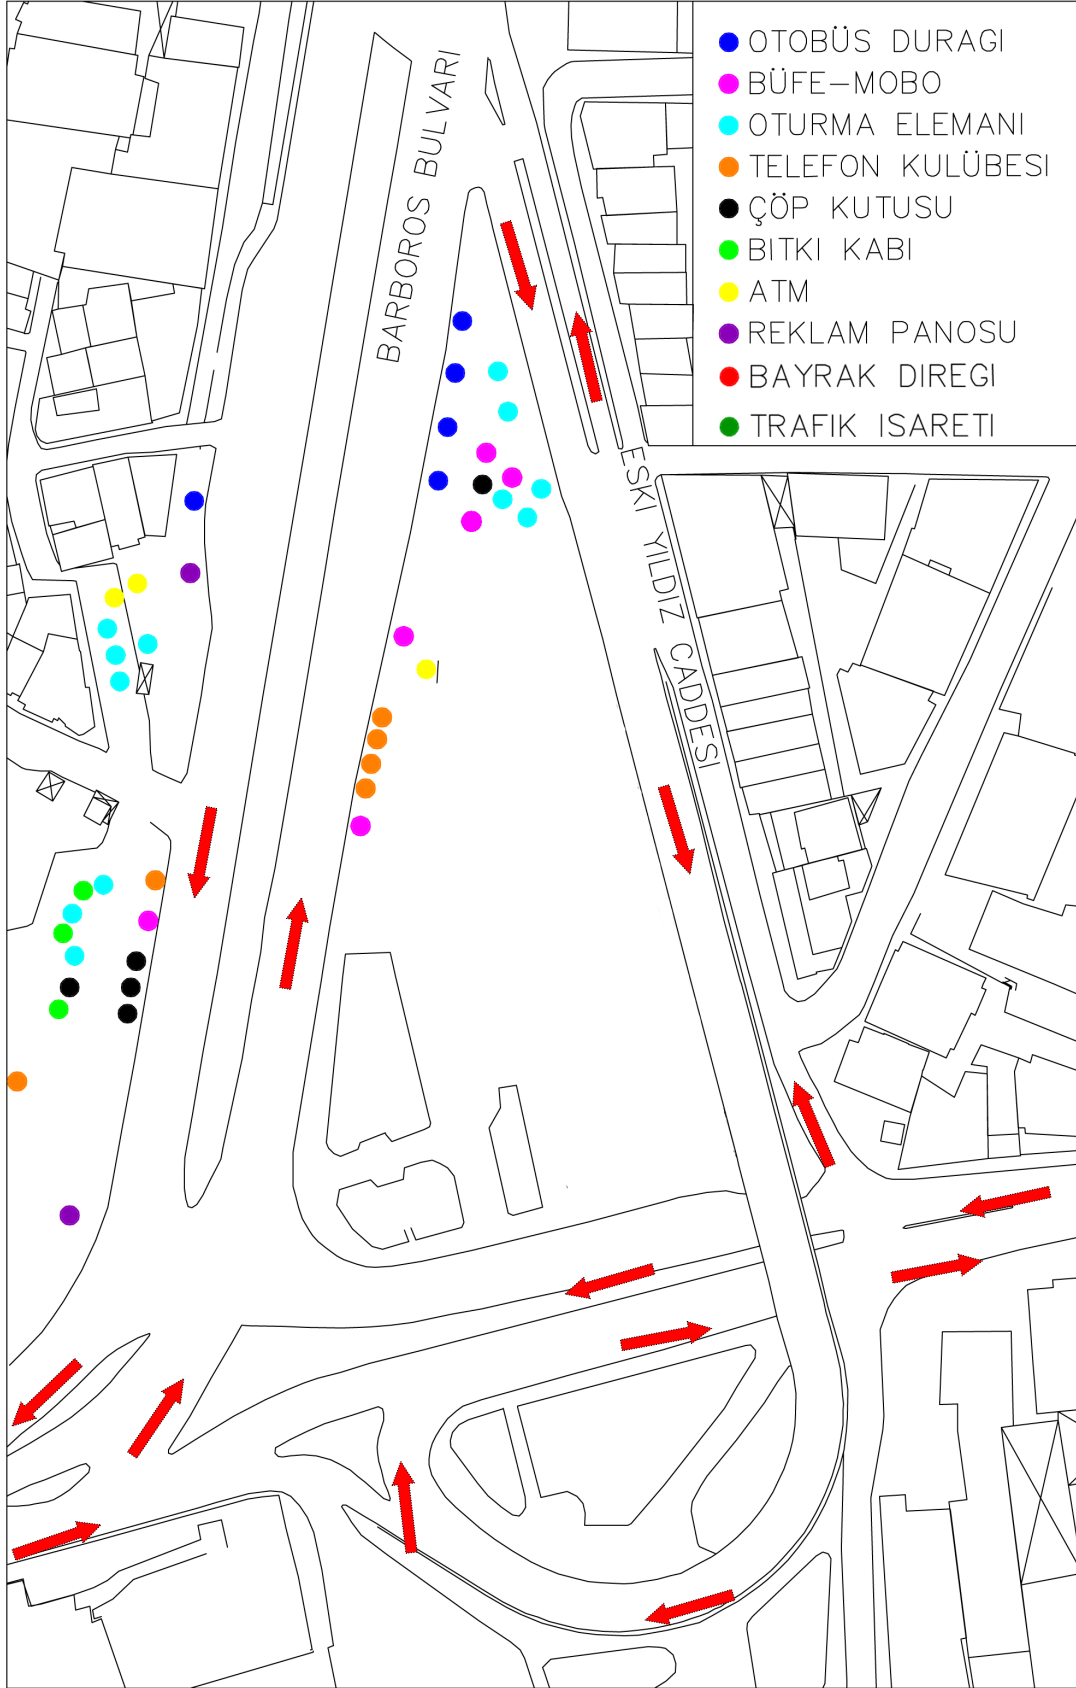 OTOBÜS DURAGI
BÜFE-MOBO
OTURMA ELEMANI
TELEFON KULÜBESI
ÇÖP KUTUSU
BITKI KABI
ATM
REKLAM PANOSU
BAYRAK DIREGI
TRAFIK ISARETI
BARBOROS BULVARI
ESKI YILDIZ CADDESI